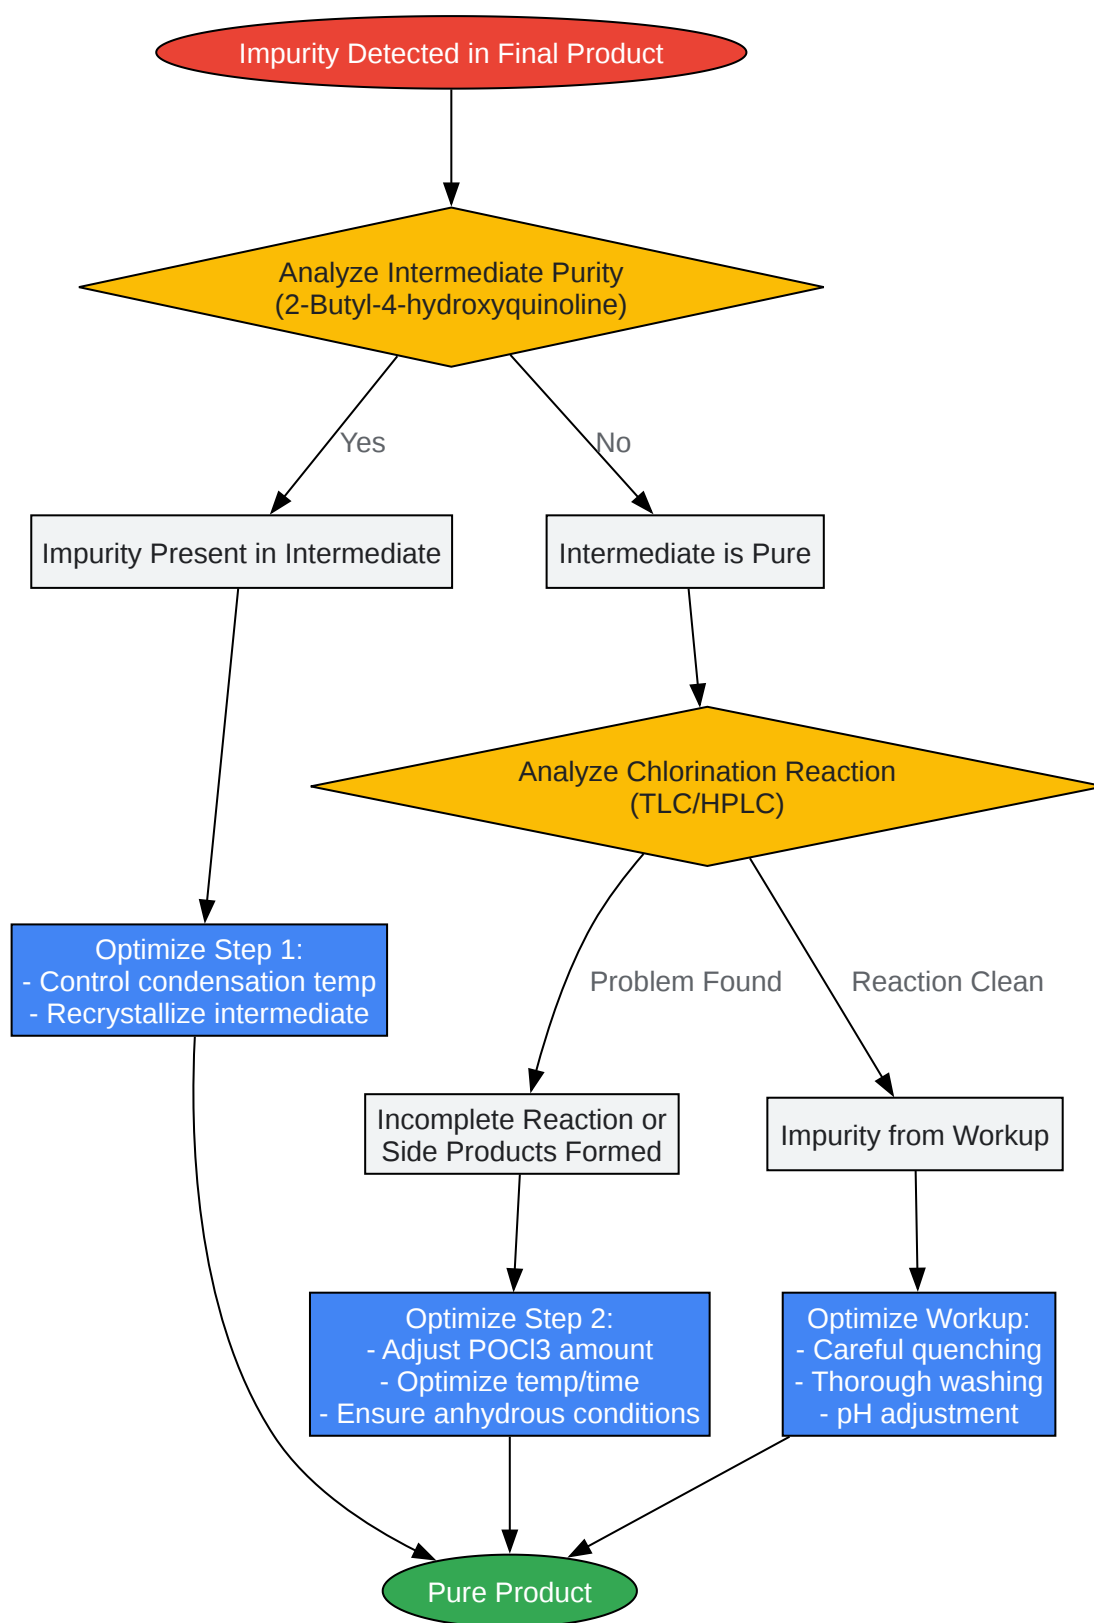 Impurity Detected in Final Product
Analyze Intermediate Purity
(2-Butyl-4-hydroxyquinoline)
Yes
No
Impurity Present in Intermediate
Intermediate is Pure
Analyze Chlorination Reaction
(TLC/HPLC)
Optimize Step 1:
- Control condensation temp
- Recrystallize intermediate
Problem Found
Reaction Clean
Incomplete Reaction or
Side Products Formed
Impurity from Workup
Optimize Step 2:
- Adjust POCl3 amount
- Optimize temp/time
- Ensure anhydrous conditions
Optimize Workup:
- Careful quenching
- Thorough washing
- pH adjustment
Pure Product